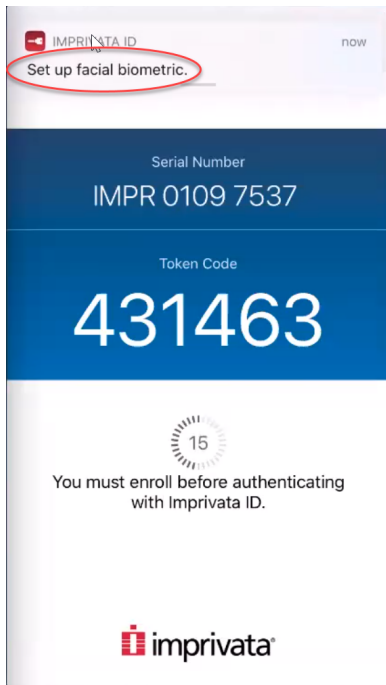 IMPRIVATA ID now
Set up facial biometric.
Serial Number
IMPR 0109 7537
Token Code
431463
15
You must enroll before authenticating
with Imprivata ID.
imprivata®